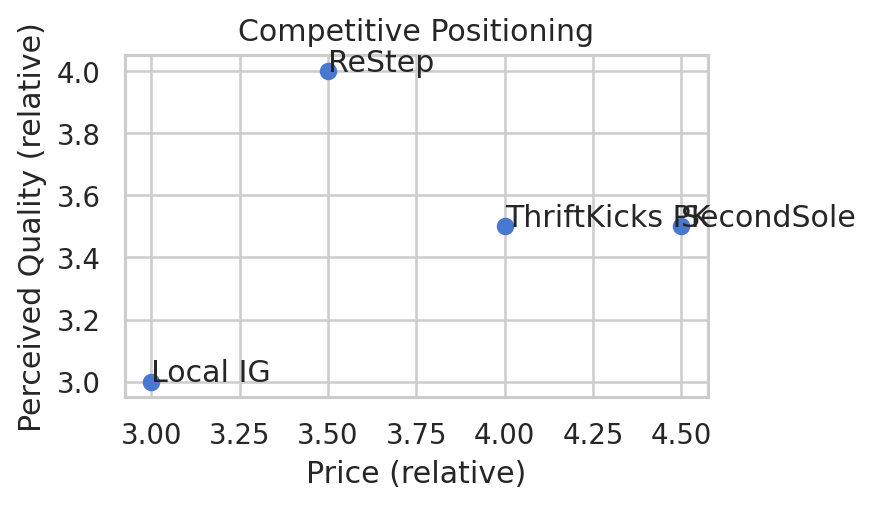 Competitive Positioning
Perceived Quality (relative)
4.0
3.8
3.6
3.4
3.2
3.0
ReStep
ThriftKicks PK
SecondSole
Local IG
3.00 3.25 3.50 3.75 4.00 4.25 4.50
Price (relative)